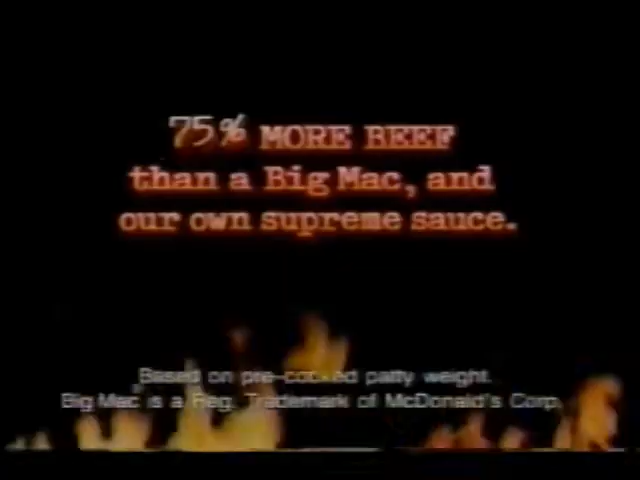 75% MORE BEEF
than a Big Mac, and
our own supreme sauce.
Based on pre-cooked patty weight.
Big Mac is a Reg. Trademark of McDonald's Corp.